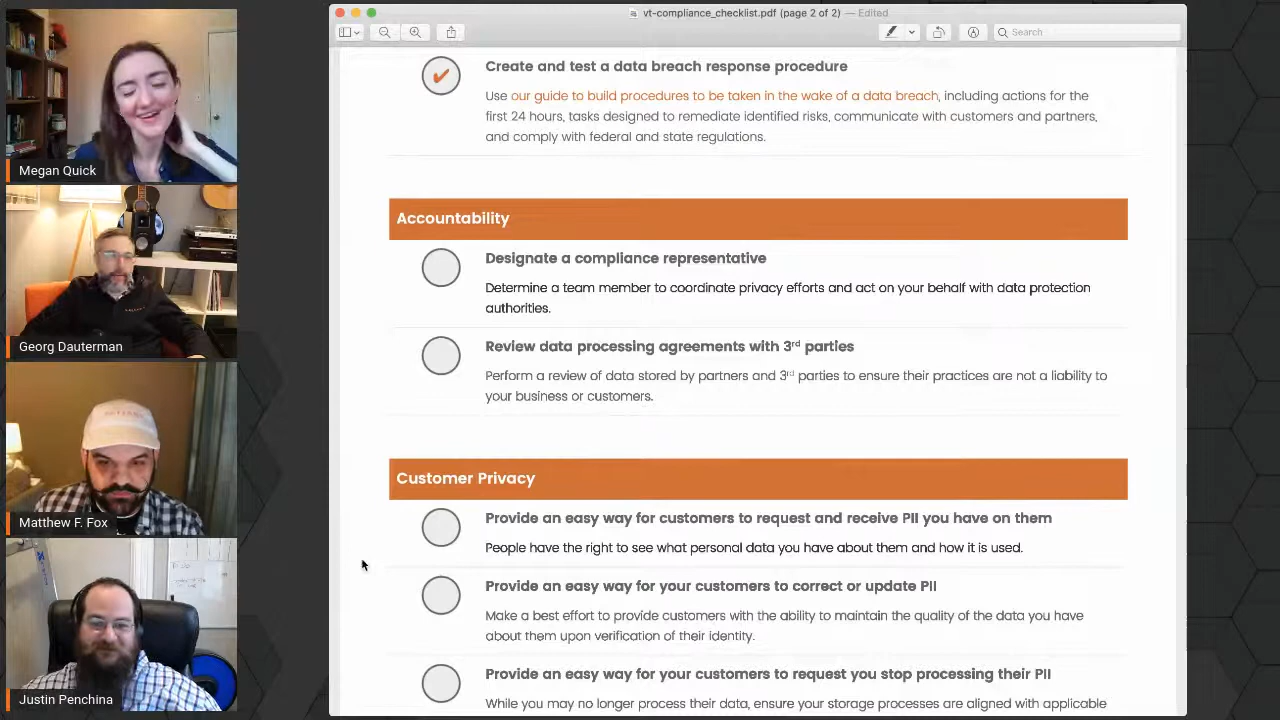 vt-compliance_checklist.pdf (page 2 of 2) — Edited
Search
Create and test a data breach response procedure
Use our guide to build procedures to be taken in the wake of a data breach, including actions for the
first 24 hours, tasks designed to remediate identified risks, communicate with customers and partners,
and comply with federal and state regulations.
Accountability
Designate a compliance representative
Determine a team member to coordinate privacy efforts and act on your behalf with data protection
authorities.
Review data processing agreements with 3rd parties
Perform a review of data stored by partners and 3rd parties to ensure their practices are not a liability to
your business or customers.
Customer Privacy
Provide an easy way for customers to request and receive PII you have on them
People have the right to see what personal data you have about them and how it is used.
Provide an easy way for your customers to correct or update PII
Make a best effort to provide customers with the ability to maintain the quality of the data you have
about them upon verification of their identity.
Provide an easy way for your customers to request you stop processing their PII
While you may no longer process their data, ensure your storage processes are aligned with applicable
Megan Quick
Georg Dauterman
Matthew F. Fox
Justin Penchina